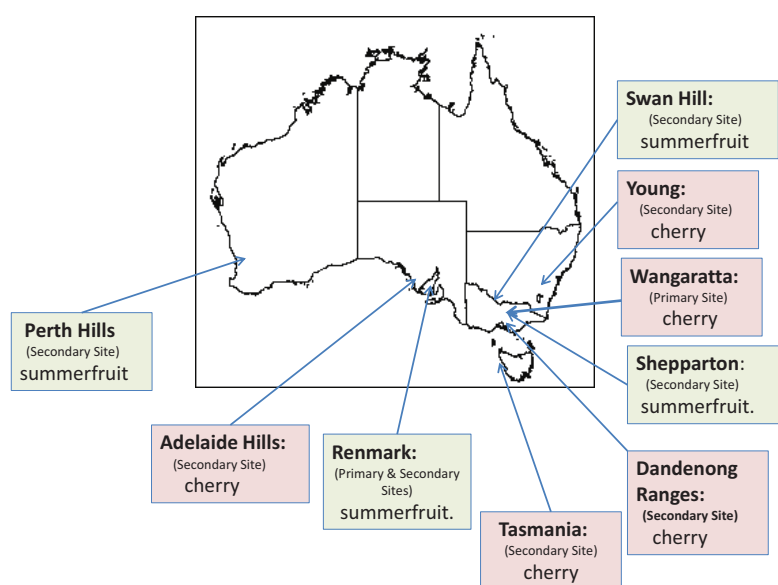 Swan Hill:
(Secondary Site)
summerfruit
Young:
(Secondary Site)
cherry
Wangaratta:
(Primary Site)
cherry
Shepparton:
(Secondary Site)
summerfruit.
Dandenong
Ranges:
(Secondary Site)
cherry
Perth Hills
(Secondary Site)
summerfruit
Adelaide Hills:
(Secondary Site)
cherry
Renmark:
(Primary & Secondary
Sites)
summerfruit.
Tasmania:
(Secondary Site)
cherry